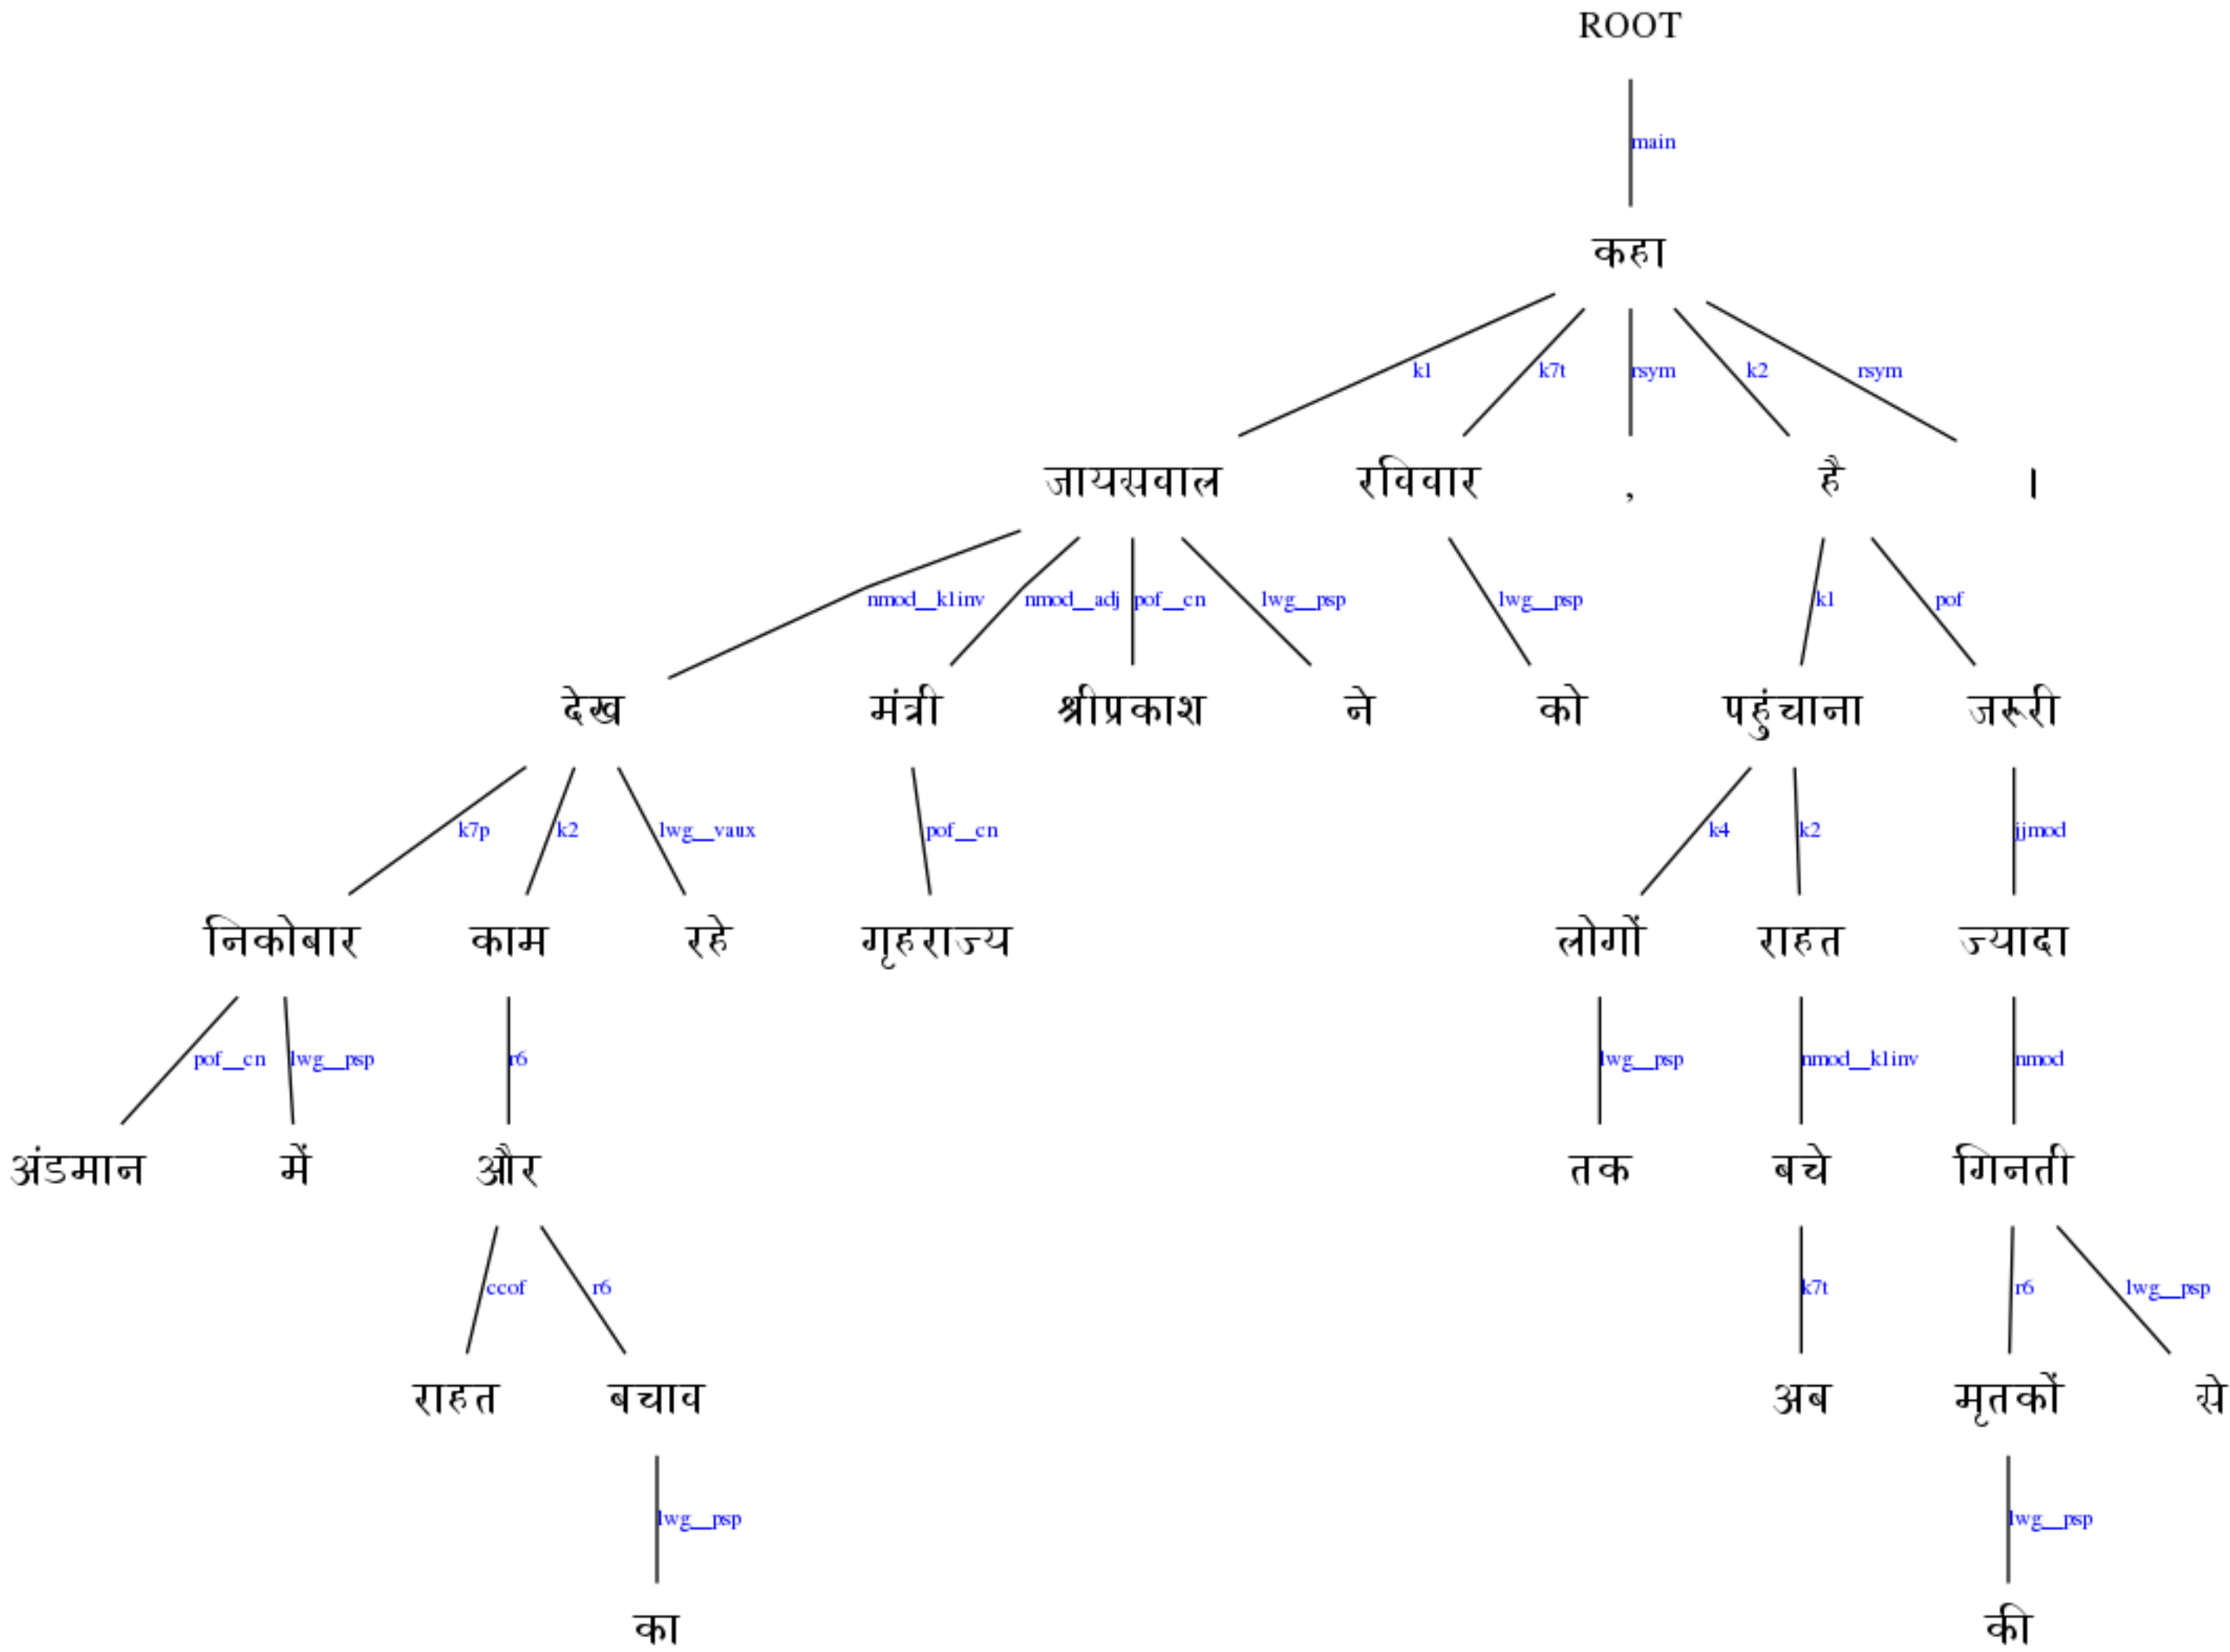 ROOT
main
कहा
k1 k7t rsym k2 rsym
जायसवाल रविवार , है ।
nmod__k1inv nmod__adj pof__cn lwg__psp lwg__psp k1 pof
देख मंत्री श्रीप्रकाश ने को पहुंचाना जरूरी
k7p k2 lwg__vaux pof__cn k4 k2 jjmod
निकोबार काम रहे गृहराज्य लोगों राहत ज्यादा
pof__cn lwg__psp r6 lwg__psp nmod__k1inv nmod
अंडमान में और तक बचे गिनती
ccof r6 k7t r6 lwg__psp
राहत बचाव अब मृतकों से
lwg__psp lwg__psp
का की